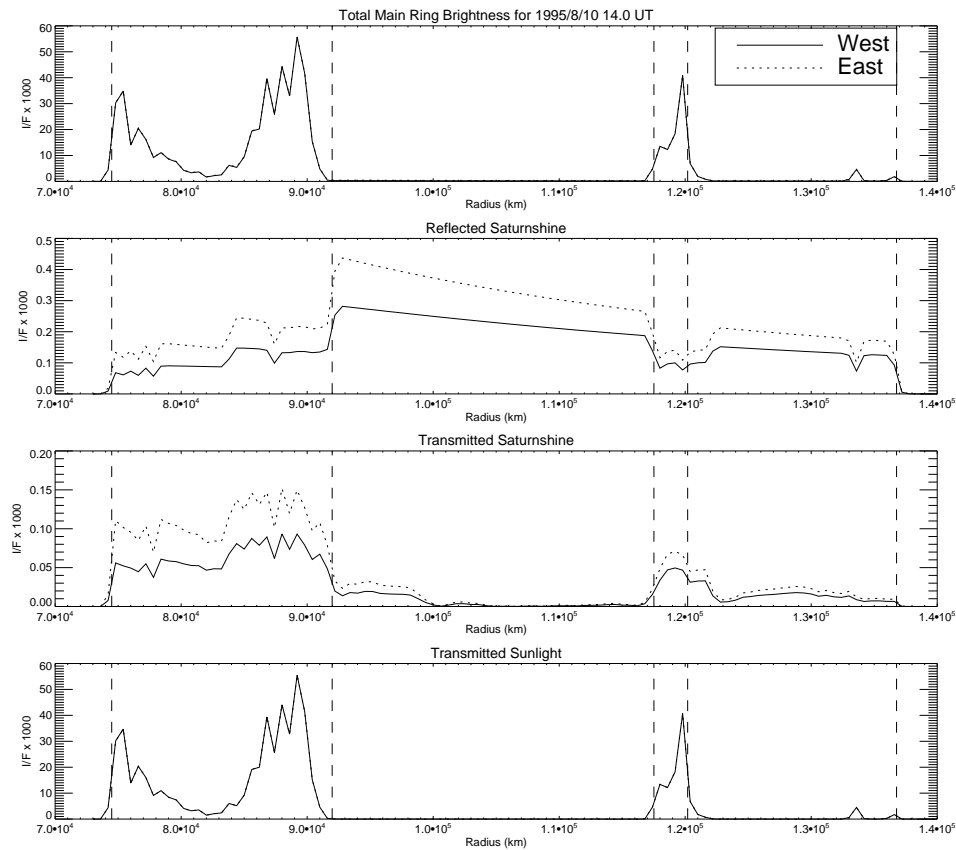 Total Main Ring Brightness for 1995/8/10 14.0 UT
West
East
I/F x 1000
60
50
40
30
20
10
0
7.0•10⁴ 8.0•10⁴ 9.0•10⁴ 1.0•10⁵ 1.1•10⁵ 1.2•10⁵ 1.3•10⁵ 1.4•10⁵
Radius (km)
Reflected Saturnshine
I/F x 1000
0.5
0.4
0.3
0.2
0.1
0.0
7.0•10⁴ 8.0•10⁴ 9.0•10⁴ 1.0•10⁵ 1.1•10⁵ 1.2•10⁵ 1.3•10⁵ 1.4•10⁵
Radius (km)
Transmitted Saturnshine
I/F x 1000
0.20
0.15
0.10
0.05
0.00
7.0•10⁴ 8.0•10⁴ 9.0•10⁴ 1.0•10⁵ 1.1•10⁵ 1.2•10⁵ 1.3•10⁵ 1.4•10⁵
Radius (km)
Transmitted Sunlight
I/F x 1000
60
50
40
30
20
10
0
7.0•10⁴ 8.0•10⁴ 9.0•10⁴ 1.0•10⁵ 1.1•10⁵ 1.2•10⁵ 1.3•10⁵ 1.4•10⁵
Radius (km)